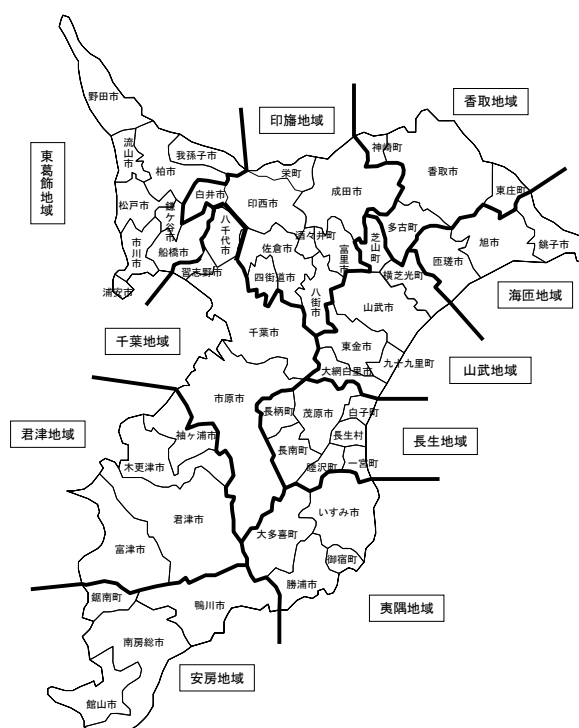 野田市
香取地域
印旛地域
神崎町
流山市
我孫子市
香取市
東葛飾地域
柏市
栄町
成田市
東庄町
白井市
印西市
松戸市
鎌ケ谷市
八千代市
多古町
酒々井町
芝山町
旭市
銚子市
市川市
船橋市
佐倉市
富里市
匝瑳市
習志野市
四街道市
八街市
横芝光町
浦安市
海匝地域
山武市
千葉地域
千葉市
東金市
九十九里町
大網白里市
山武地域
市原市
長柄町
茂原市
白子町
君津地域
袖ヶ浦市
長生村
長生地域
長南町
木更津市
睦沢町
一宮町
君津市
いすみ市
大多喜町
富津市
御宿町
勝浦市
鋸南町
鴨川市
夷隅地域
南房総市
安房地域
館山市